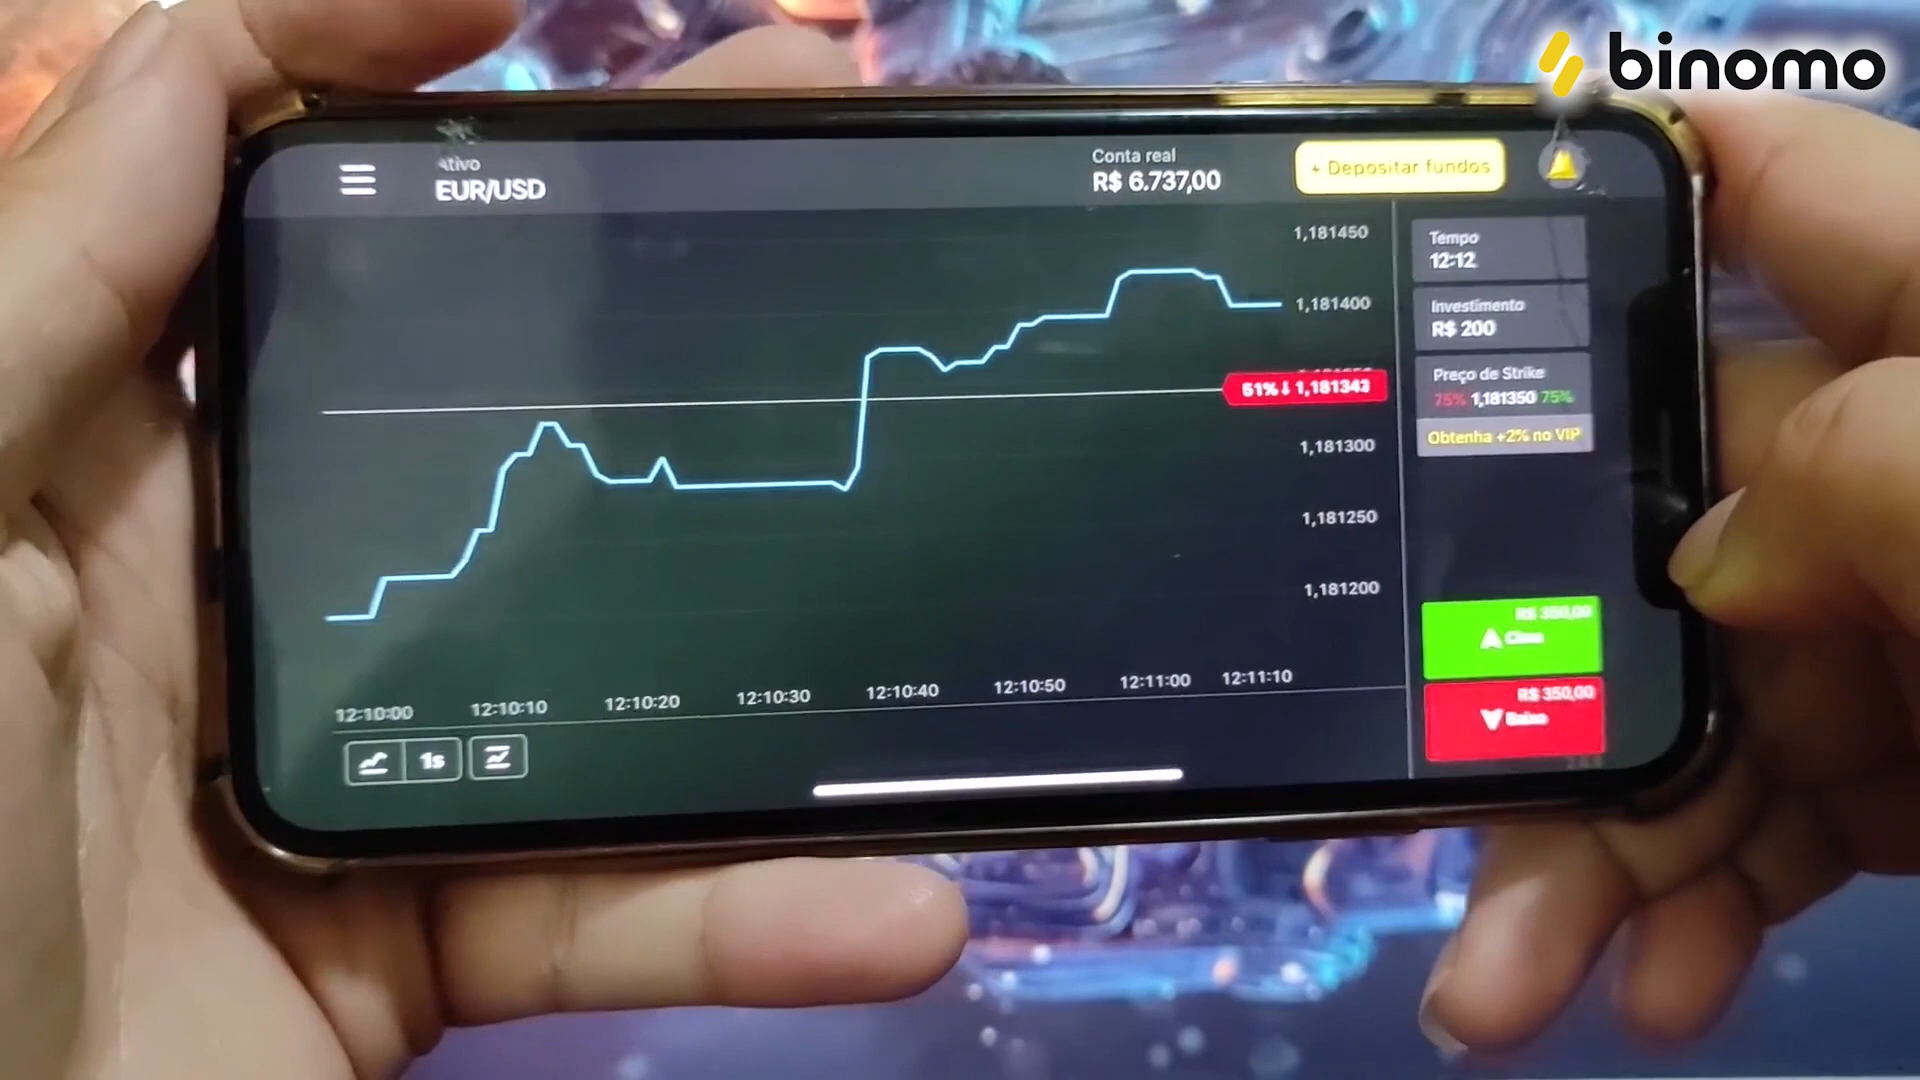 binomo
Ativo
EUR/USD
Conta real
R$ 6.737,00
+ Depositar fundos
1,181450
1,181400
51%↓ 1,181343
1,181300
1,181250
1,181200
12:10:00
12:10:10
12:10:20
12:10:30
12:10:40
12:10:50
12:11:00
12:11:10
1s
Tempo
12:12
Investimento
R$ 200
Preço de Strike
75% 1,181350 75%
Obtenha +2% no VIP
R$ 350,00
R$ 350,00
Baixo